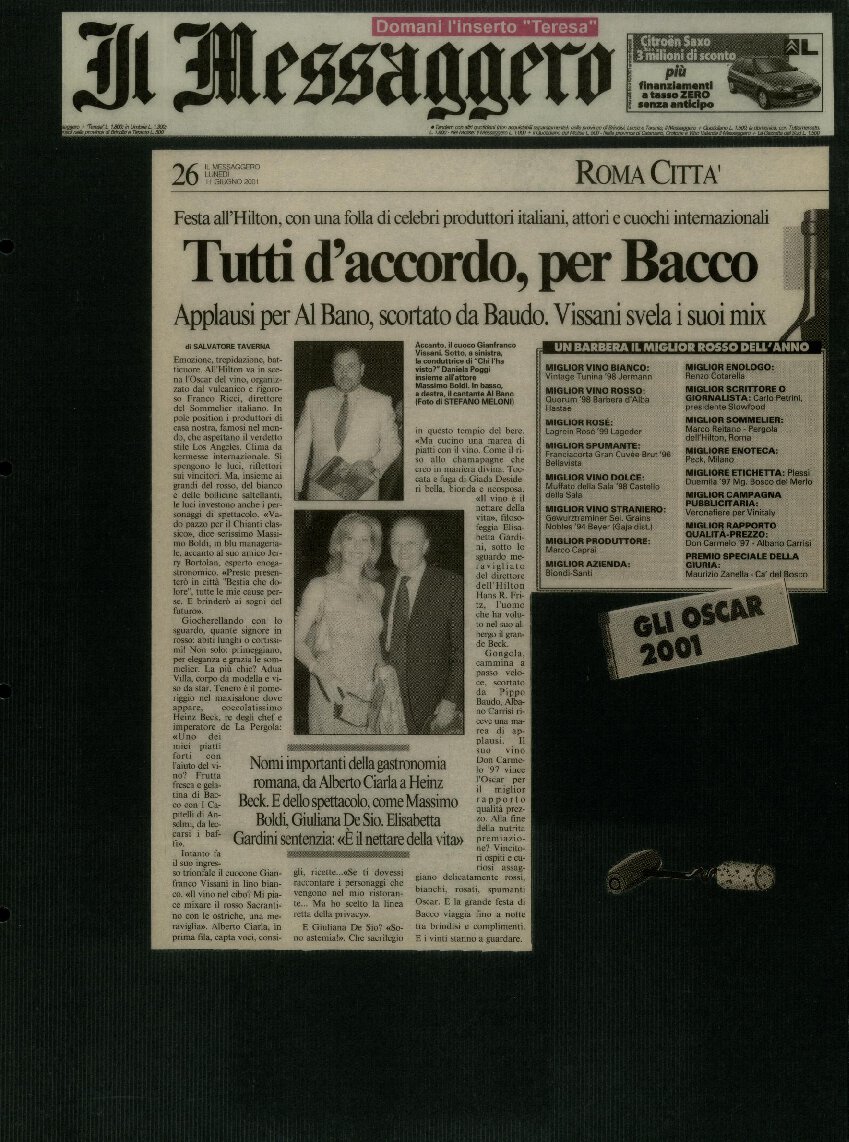 Domani l'inserto "Teresa"
Il Messaggero
Citroën Saxo
3 milioni di sconto
più
finanziamenti
a tasso ZERO
senza anticipo
26
IL MESSAGGERO
LUNEDÌ
11 GIUGNO 2001
ROMA CITTA'
Festa all'Hilton, con una folla di celebri produttori italiani, attori e cuochi internazionali
Tutti d'accordo, per Bacco
Applausi per Al Bano, scortato da Baudo. Vissani svela i suoi mix
di SALVATORE TAVERNA
Emozione, trepidazione, bat-
ticuore. All'Hilton va in sce-
na l'Oscar del vino, organiz-
zato dal vulcanico e rigoro-
so Franco Ricci, direttore
del Sommelier italiano. In
pole position i produttori di
casa nostra, famosi nel mon-
do, che aspettano il verdetto
stile Los Angeles. Clima da
kermesse internazionale. Si
spengono le luci, riflettori
sui vincitori. Ma, insieme ai
grandi del rosso, del bianco
e delle bollicine saltellanti,
le luci investono anche i per-
sonaggi di spettacolo. «Va-
do pazzo per il Chianti clas-
sico», dice serissimo Massi-
mo Boldi, in blu manageria-
le, accanto al suo amico Jer-
ry Bortolan, esperto enoga-
stronomico. «Presto presen-
terò in città "Bestia che do-
lore", tutte le mie cause per-
se. E brinderò ai sogni del
futuro».
Giocherellando con lo
sguardo, quante signore in
rosso: abiti lunghi o cortissi-
mi! Non solo: primeggiano,
per eleganza e grazia le som-
melier. La più chic? Adua
Villa, corpo da modella e vi-
so da star. Tenero è il pome-
riggio nel maxisalone dove
appare, coccolatissimo
Heinz Beck, re degli chef e
imperatore de La Pergola:
«Uno dei
miei piatti
forti con
l'aiuto del vi-
no? Frutta
fresca e gela-
tina di Bac-
co con I Ca-
pitelli di An-
selmi, da lec-
carsi i baf-
fi».
Intanto fa
il suo ingres-
so trionfale il cuocone Gian-
franco Vissani in lino bian-
co. «Il vino nel cibo? Mi pia-
ce mixare il rosso Sacranti-
no con le ostriche, una me-
raviglia». Alberto Ciarla, in
prima fila, capta voci, consi-
Nomi importanti della gastronomia
romana, da Alberto Ciarla a Heinz
Beck. E dello spettacolo, come Massimo
Boldi, Giuliana De Sio. Elisabetta
Gardini sentenzia: «È il nettare della vita»
gli, ricette...«Se ti dovessi
raccontare i personaggi che
vengono nel mio ristoran-
te... Ma ho scelto la linea
retta della privacy».
E Giuliana De Sio? «So-
no astemia!». Che sacrilegio
Accanto, il cuoco Gianfranco
Vissani. Sotto, a sinistra,
la conduttrice di "Chi l'ha
visto?" Daniela Poggi
insieme all'attore
Massimo Boldi. In basso,
a destra, il cantante Al Bano
(Foto di STEFANO MELONI)
in questo tempio del bere.
«Ma cucino una marea di
piatti con il vino. Come il ri-
so allo chamapagne che
creo in maniera divina. Toc-
cata e fuga di Giada Deside
ri bella, bionda e neosposa.
«Il vino è il
nettare della
vita», filoso-
feggia Elisa-
betta Gardi-
ni, sotto lo
sguardo me-
ravigliato
del direttore
dell'Hilton
Hans R. Fri-
tz, l'uomo
che ha volu-
to nel suo al-
bergo il gran-
de Beck.
Gongola,
cammina a
passo velo-
ce, scortato
da Pippo
Baudo, Alba-
no Carrisi ri-
ceve una ma-
rea di ap-
plausi. Il
suo vino
Don Carme-
lo '97 vince
l'Oscar per
il miglior
rapporto
qualità prez-
zo. Alla fine
della nutrita
premiazio-
ne? Vincito-
ri ospiti e cu-
riosi assag-
giano delicatamente rossi,
bianchi, rosati, spumanti
Oscar. E la grande festa di
Bacco viaggia fino a notte
tra brindisi e complimenti.
E i vinti stanno a guardare.
UN BARBERA IL MIGLIOR ROSSO DELL'ANNO
MIGLIOR VINO BIANCO:
Vintage Tunina '98 Jermann
MIGLIOR VINO ROSSO:
Quorum '98 Barbera d'Alba
Hastae
MIGLIOR ROSÉ:
Lagrein Rosé '99 Lageder
MIGLIOR SPUMANTE:
Franciacorta Gran Cuvée Brut '96
Bellavista
MIGLIOR VINO DOLCE:
Muffato della Sala '98 Castello
della Sala
MIGLIOR VINO STRANIERO:
Gewurztraminer Sel. Grains
Nobles '94 Beyer (Gaja dist.)
MIGLIOR PRODUTTORE:
Marco Caprai
MIGLIOR AZIENDA:
Biondi-Santi
MIGLIOR ENOLOGO:
Renzo Cotarella
MIGLIOR SCRITTORE O
GIORNALISTA: Carlo Petrini,
presidente Slowfood
MIGLIOR SOMMELIER:
Marco Reitano - Pergola
dell'Hilton, Roma
MIGLIORE ENOTECA:
Peck, Milano
MIGLIORE ETICHETTA: Plessi
Duemila '97 Mg. Bosco del Merlo
MIGLIOR CAMPAGNA
PUBBLICITARIA:
Veronafiere per Vinitaly
MIGLIOR RAPPORTO
QUALITÀ-PREZZO:
Don Carmelo '97 - Albano Carrisi
PREMIO SPECIALE DELLA
GIURIA:
Maurizio Zanella - Ca' del Bosco
GLI OSCAR
2001